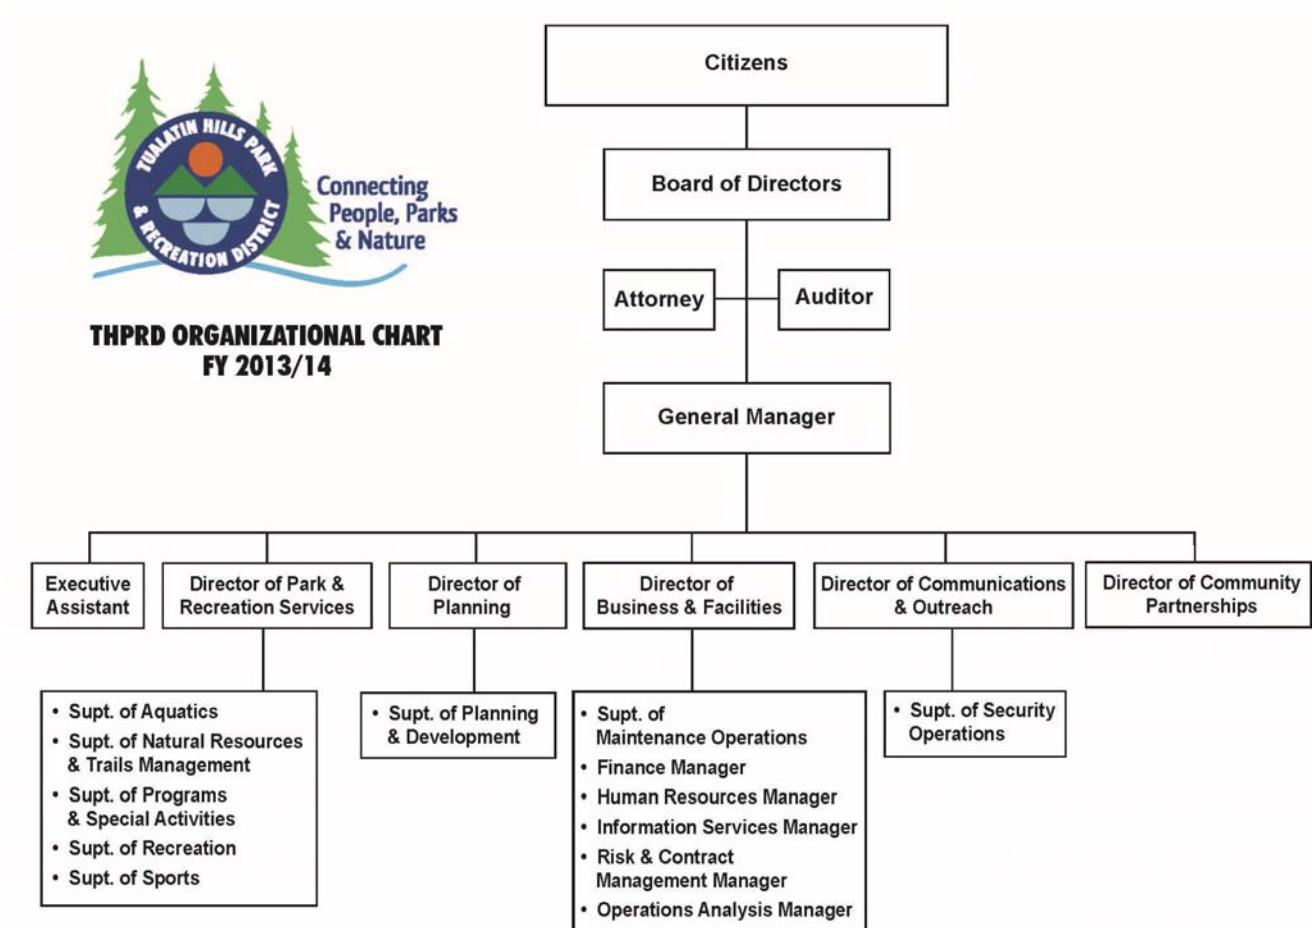 TUALATIN HILLS PARK
& RECREATION DISTRICT
Connecting
People, Parks
& Nature
THPRD ORGANIZATIONAL CHART
FY 2013/14
Citizens
Board of Directors
Attorney
Auditor
General Manager
Executive
Assistant
Director of Park &
Recreation Services
Director of
Planning
Director of
Business & Facilities
Director of Communications
& Outreach
Director of Community
Partnerships
• Supt. of Aquatics
• Supt. of Natural Resources
& Trails Management
• Supt. of Programs
& Special Activities
• Supt. of Recreation
• Supt. of Sports
• Supt. of Planning
& Development
• Supt. of
Maintenance Operations
• Finance Manager
• Human Resources Manager
• Information Services Manager
• Risk & Contract
Management Manager
• Operations Analysis Manager
• Supt. of Security
Operations